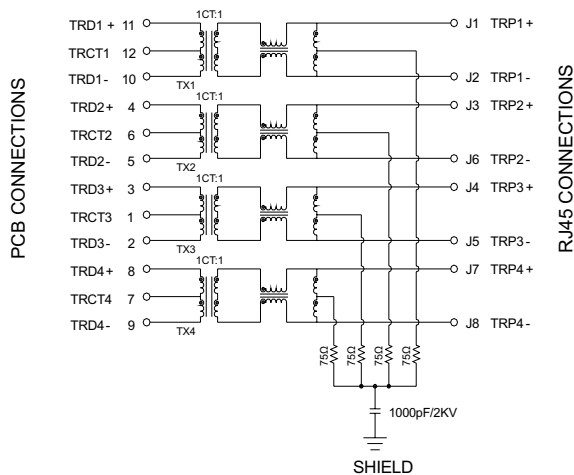 PCB CONNECTIONS
RJ45 CONNECTIONS
1CT:1
TRD1 + 11
J1 TRP1+
TRCT1 12
TRD1- 10
J2 TRP1-
TX1
1CT:1
TRD2+ 4
J3 TRP2+
TRCT2 6
TRD2- 5
J6 TRP2-
TX2
1CT:1
TRD3+ 3
J4 TRP3+
TRCT3 1
TRD3- 2
J5 TRP3-
TX3
1CT:1
TRD4+ 8
J7 TRP4+
TRCT4 7
TRD4- 9
J8 TRP4-
TX4
75Ω 75Ω 75Ω 75Ω
1000pF/2KV
SHIELD